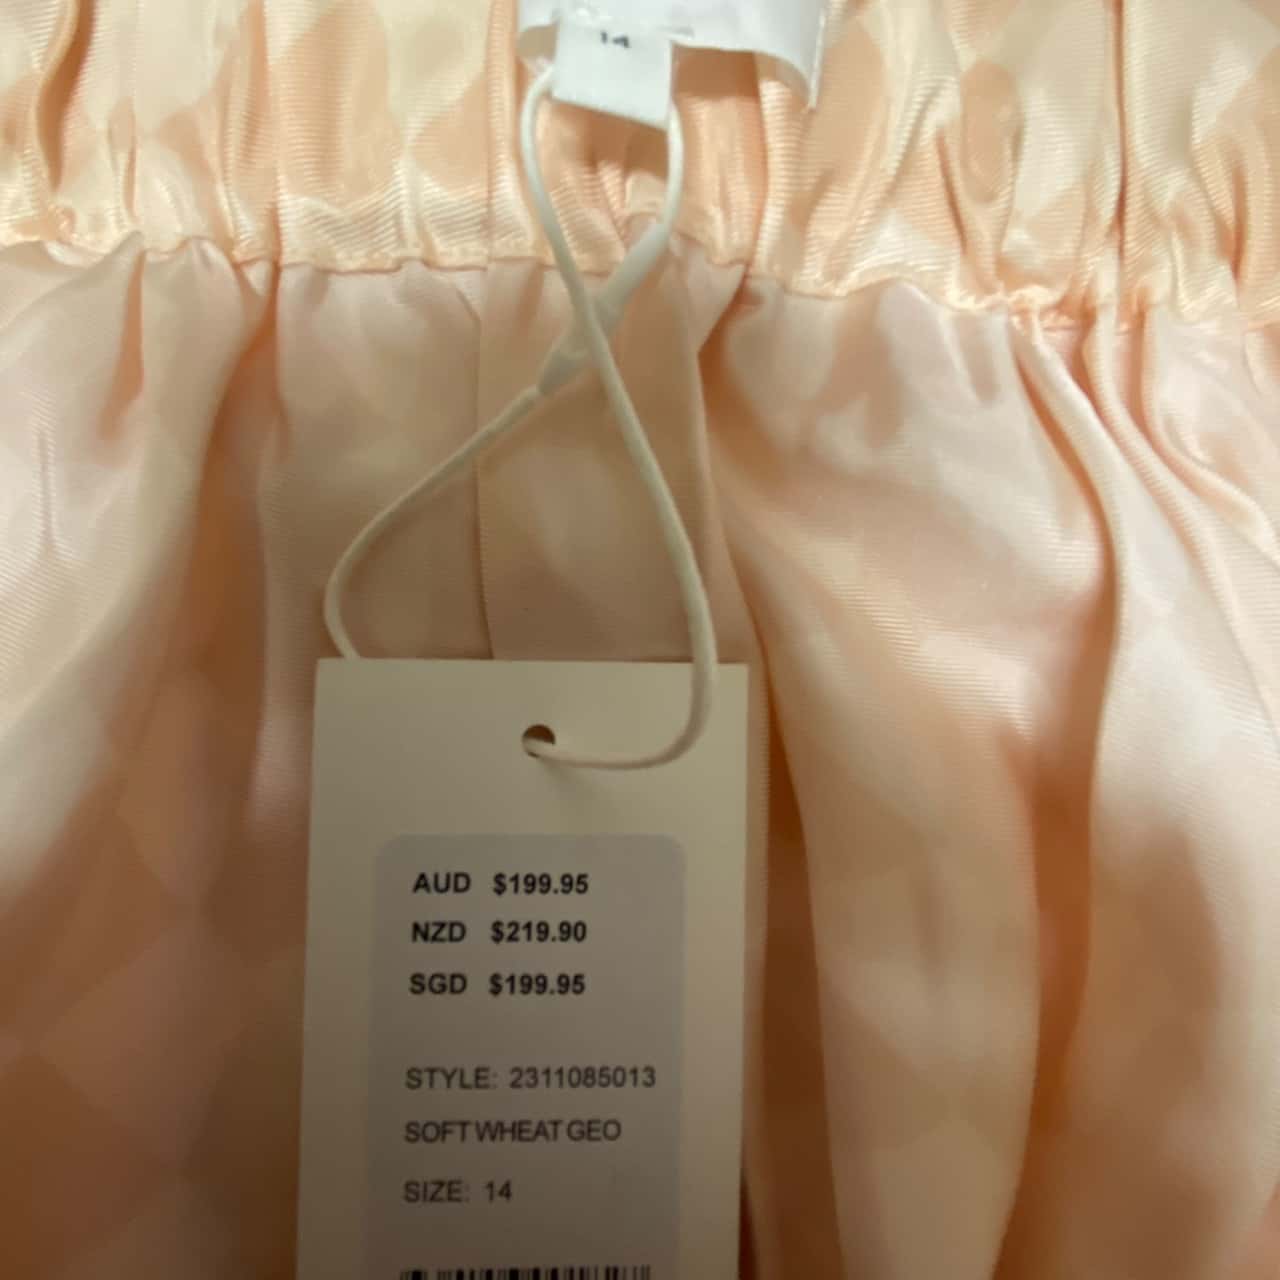 14
AUD $199.95
NZD $219.90
SGD $199.95
STYLE: 2311085013
SOFT WHEAT GEO
SIZE: 14